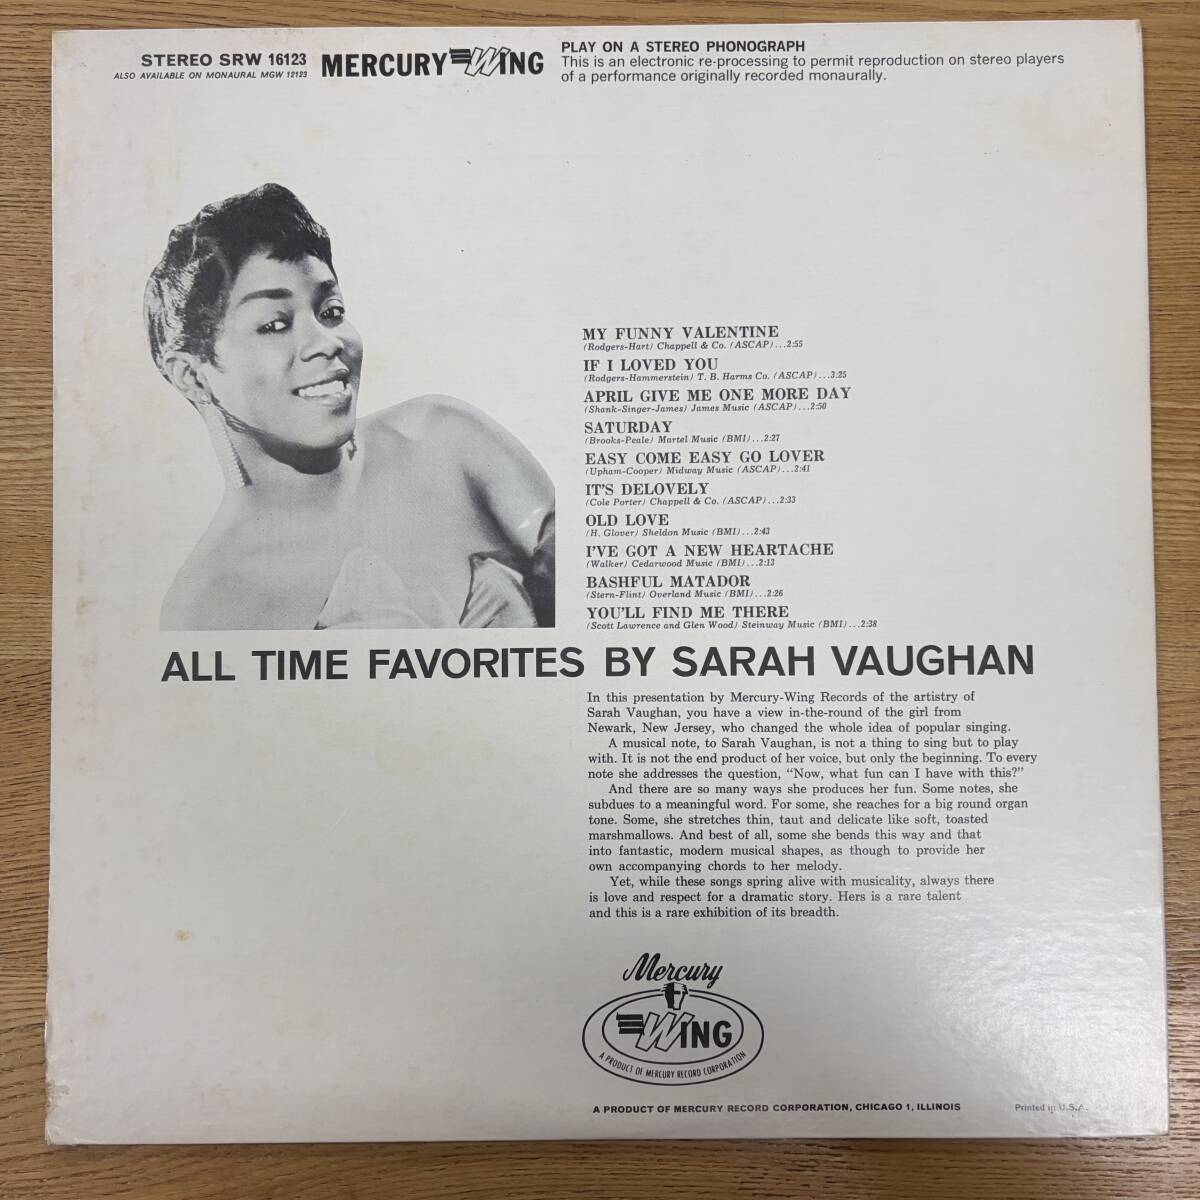 STEREO SRW 16123
ALSO AVAILABLE ON MONAURAL MGW 12123
MERCURY WING
PLAY ON A STEREO PHONOGRAPH
This is an electronic re-processing to permit reproduction on stereo players
of a performance originally recorded monaurally.
MY FUNNY VALENTINE
(Rodgers-Hart) Chappell & Co. (ASCAP)...2:55
IF I LOVED YOU
(Rodgers-Hammerstein) T. B. Harms Co. (ASCAP)...3:25
APRIL GIVE ME ONE MORE DAY
(Shank-Singer-James) James Music (ASCAP)...2:50
SATURDAY
(Brooks-Peale) Martel Music (BMI)...2:27
EASY COME EASY GO LOVER
(Upham-Cooper) Midway Music (ASCAP)...2:41
IT'S DELOVELY
(Cole Porter) Chappell & Co. (ASCAP)...2:33
OLD LOVE
(H. Glover) Sheldon Music (BMI)...2:43
I'VE GOT A NEW HEARTACHE
(Walker) Cedarwood Music (BMI)...2:13
BASHFUL MATADOR
(Stern-Flint) Overland Music (BMI)...2:26
YOU'LL FIND ME THERE
(Scott Lawrence and Glen Wood) Steinway Music (BMI)...2:38
ALL TIME FAVORITES BY SARAH VAUGHAN
In this presentation by Mercury-Wing Records of the artistry of
Sarah Vaughan, you have a view in-the-round of the girl from
Newark, New Jersey, who changed the whole idea of popular singing.
A musical note, to Sarah Vaughan, is not a thing to sing but to play
with. It is not the end product of her voice, but only the beginning. To every
note she addresses the question, “Now, what fun can I have with this?”
And there are so many ways she produces her fun. Some notes, she
subdues to a meaningful word. For some, she reaches for a big round organ
tone. Some, she stretches thin, taut and delicate like soft, toasted
marshmallows. And best of all, some she bends this way and that
into fantastic, modern musical shapes, as though to provide her
own accompanying chords to her melody.
Yet, while these songs spring alive with musicality, always there
is love and respect for a dramatic story. Hers is a rare talent
and this is a rare exhibition of its breadth.
Mercury
WING
A PRODUCT OF MERCURY RECORD CORPORATION
A PRODUCT OF MERCURY RECORD CORPORATION, CHICAGO 1, ILLINOIS
Printed in U.S.A.